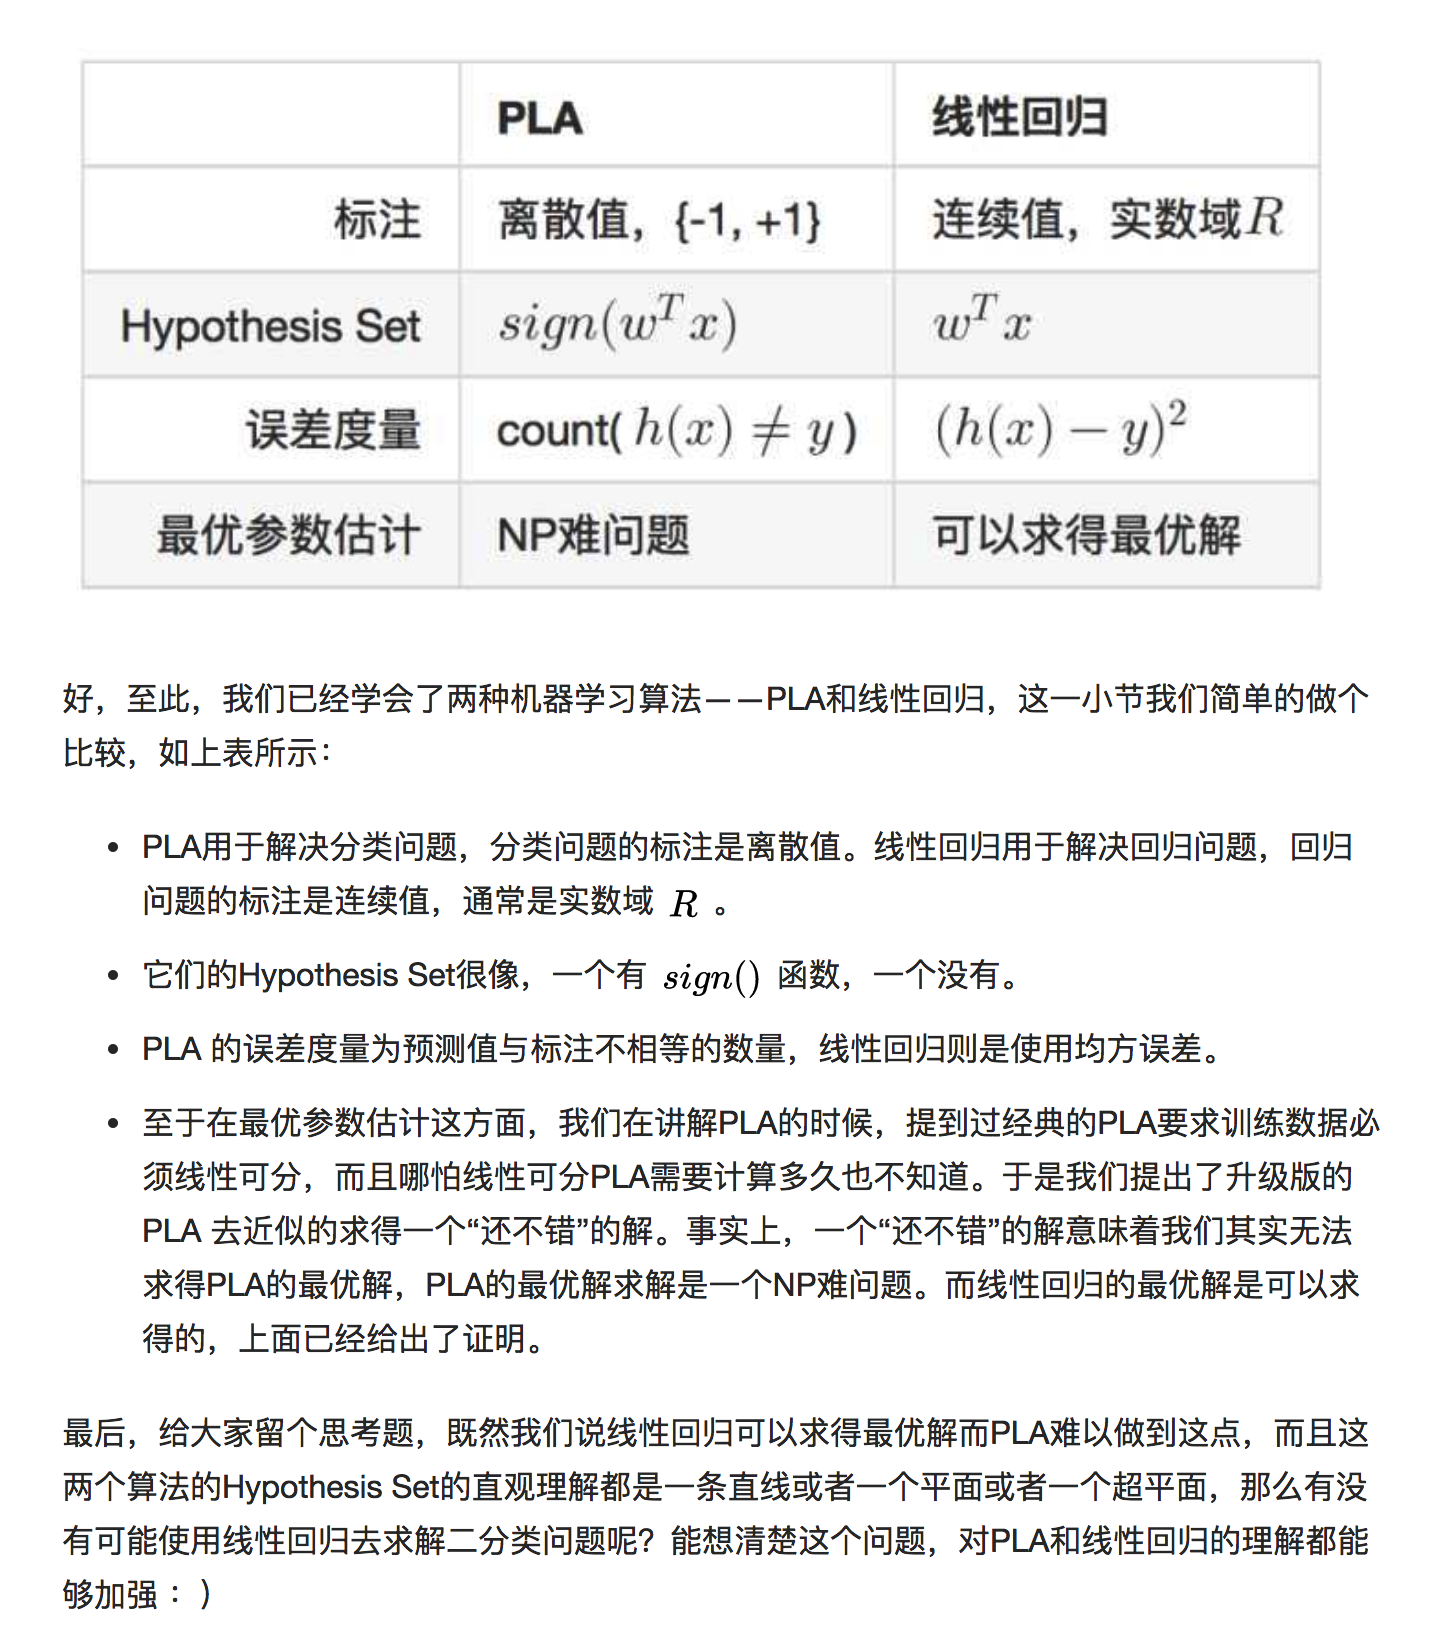 PLA 线性回归
标注 离散值，{-1, +1} 连续值，实数域R
Hypothesis Set sign(w^T x) w^T x
误差度量 count( h(x) ≠ y ) (h(x) − y)^2
最优参数估计 NP难问题 可以求得最优解
好，至此，我们已经学会了两种机器学习算法——PLA和线性回归，这一小节我们简单的做个
比较，如上表所示：
• PLA用于解决分类问题，分类问题的标注是离散值。线性回归用于解决回归问题，回归
问题的标注是连续值，通常是实数域 R 。
• 它们的Hypothesis Set很像，一个有 sign() 函数，一个没有。
• PLA 的误差度量为预测值与标注不相等的数量，线性回归则是使用均方误差。
• 至于在最优参数估计这方面，我们在讲解PLA的时候，提到过经典的PLA要求训练数据必
须线性可分，而且哪怕线性可分PLA需要计算多久也不知道。于是我们提出了升级版的
PLA 去近似的求得一个“还不错”的解。事实上，一个“还不错”的解意味着我们其实无法
求得PLA的最优解，PLA的最优解求解是一个NP难问题。而线性回归的最优解是可以求
得的，上面已经给出了证明。
最后，给大家留个思考题，既然我们说线性回归可以求得最优解而PLA难以做到这点，而且这
两个算法的Hypothesis Set的直观理解都是一条直线或者一个平面或者一个超平面，那么有没
有可能使用线性回归去求解二分类问题呢？能想清楚这个问题，对PLA和线性回归的理解都能
够加强：）